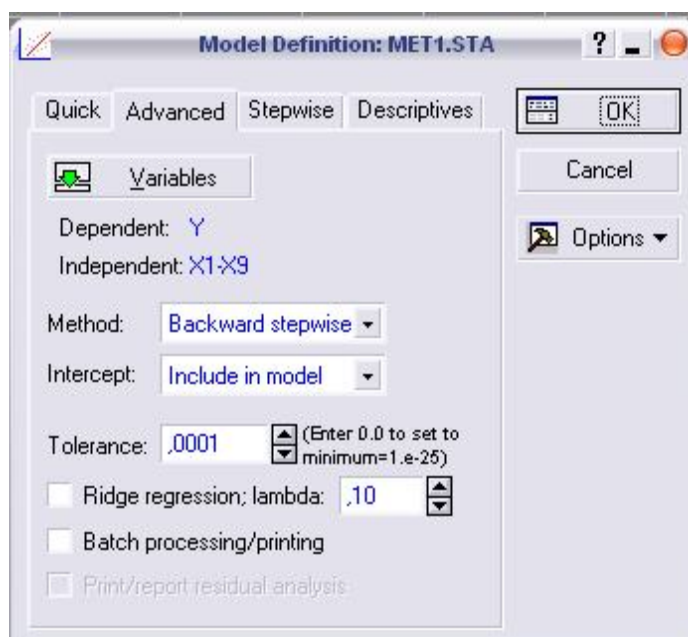 Model Definition: MET1.STA
Quick Advanced Stepwise Descriptives
OK
Variables
Cancel
Dependent: Y
Options
Independent: X1-X9
Method: Backward stepwise
Intercept: Include in model
Tolerance: ,0001 (Enter 0.0 to set to
minimum=1.e-25)
Ridge regression; lambda: ,10
Batch processing/printing
Print/report residual analysis